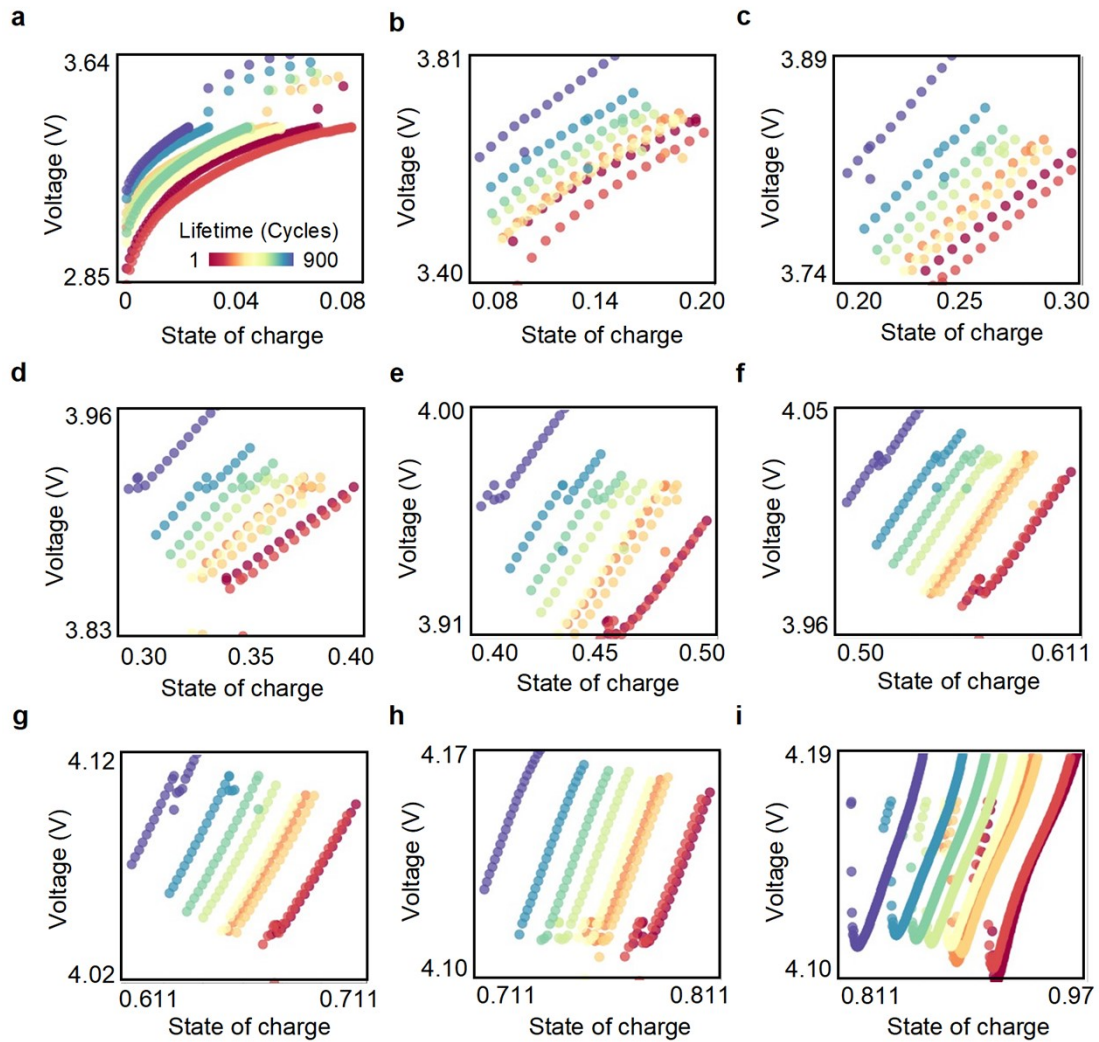 a
3.64
Voltage (V)
Lifetime (Cycles)
1 900
2.85
0 0.04 0.08
State of charge
b
3.81
Voltage (V)
3.40
0.08 0.14 0.20
State of charge
c
3.89
Voltage (V)
3.74
0.20 0.25 0.30
State of charge
d
3.96
Voltage (V)
3.83
0.30 0.35 0.40
State of charge
e
4.00
Voltage (V)
3.91
0.40 0.45 0.50
State of charge
f
4.05
Voltage (V)
3.96
0.50 0.611
State of charge
g
4.12
Voltage (V)
4.02
0.611 0.711
State of charge
h
4.17
Voltage (V)
4.10
0.711 0.811
State of charge
i
4.19
Voltage (V)
4.10
0.811 0.97
State of charge